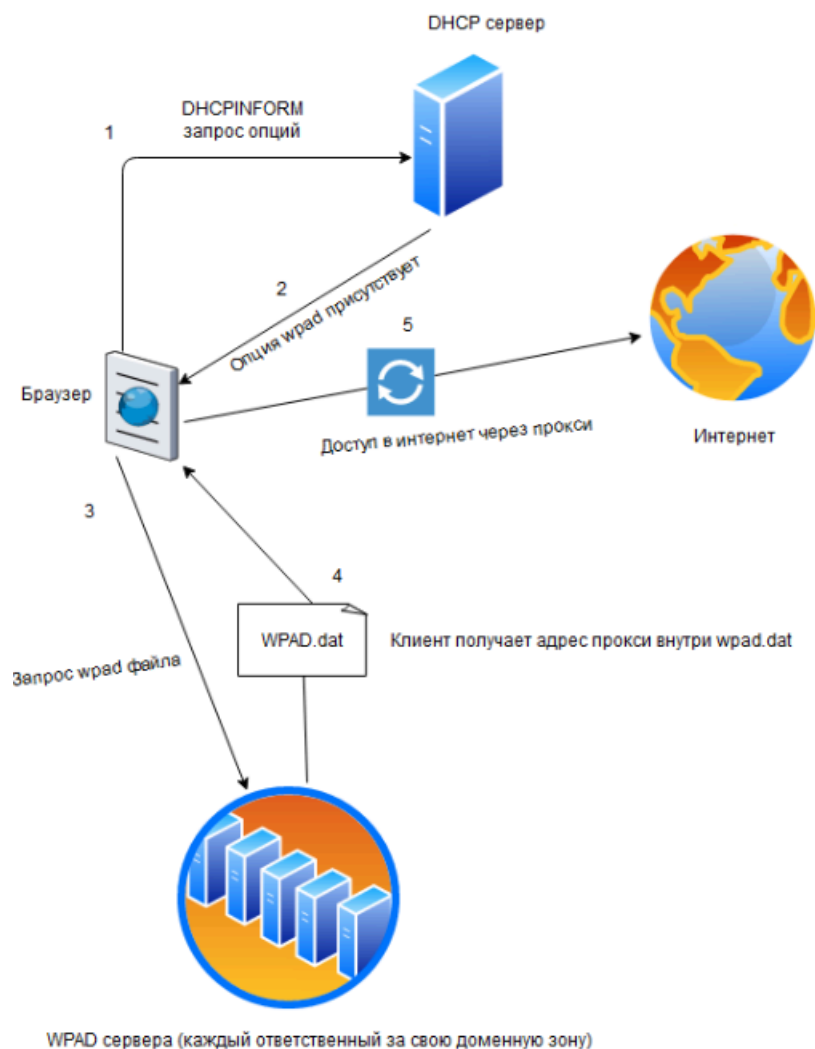 DHCP сервер
DHCPINFORM
запрос опций
1
2
Опция wpad присутствует
5
Браузер
Доступ в интернет через прокси
Интернет
3
4
WPAD.dat
Клиент получает адрес прокси внутри wpad.dat
Запрос wpad файла
WPAD сервера (каждый ответственный за свою доменную зону)